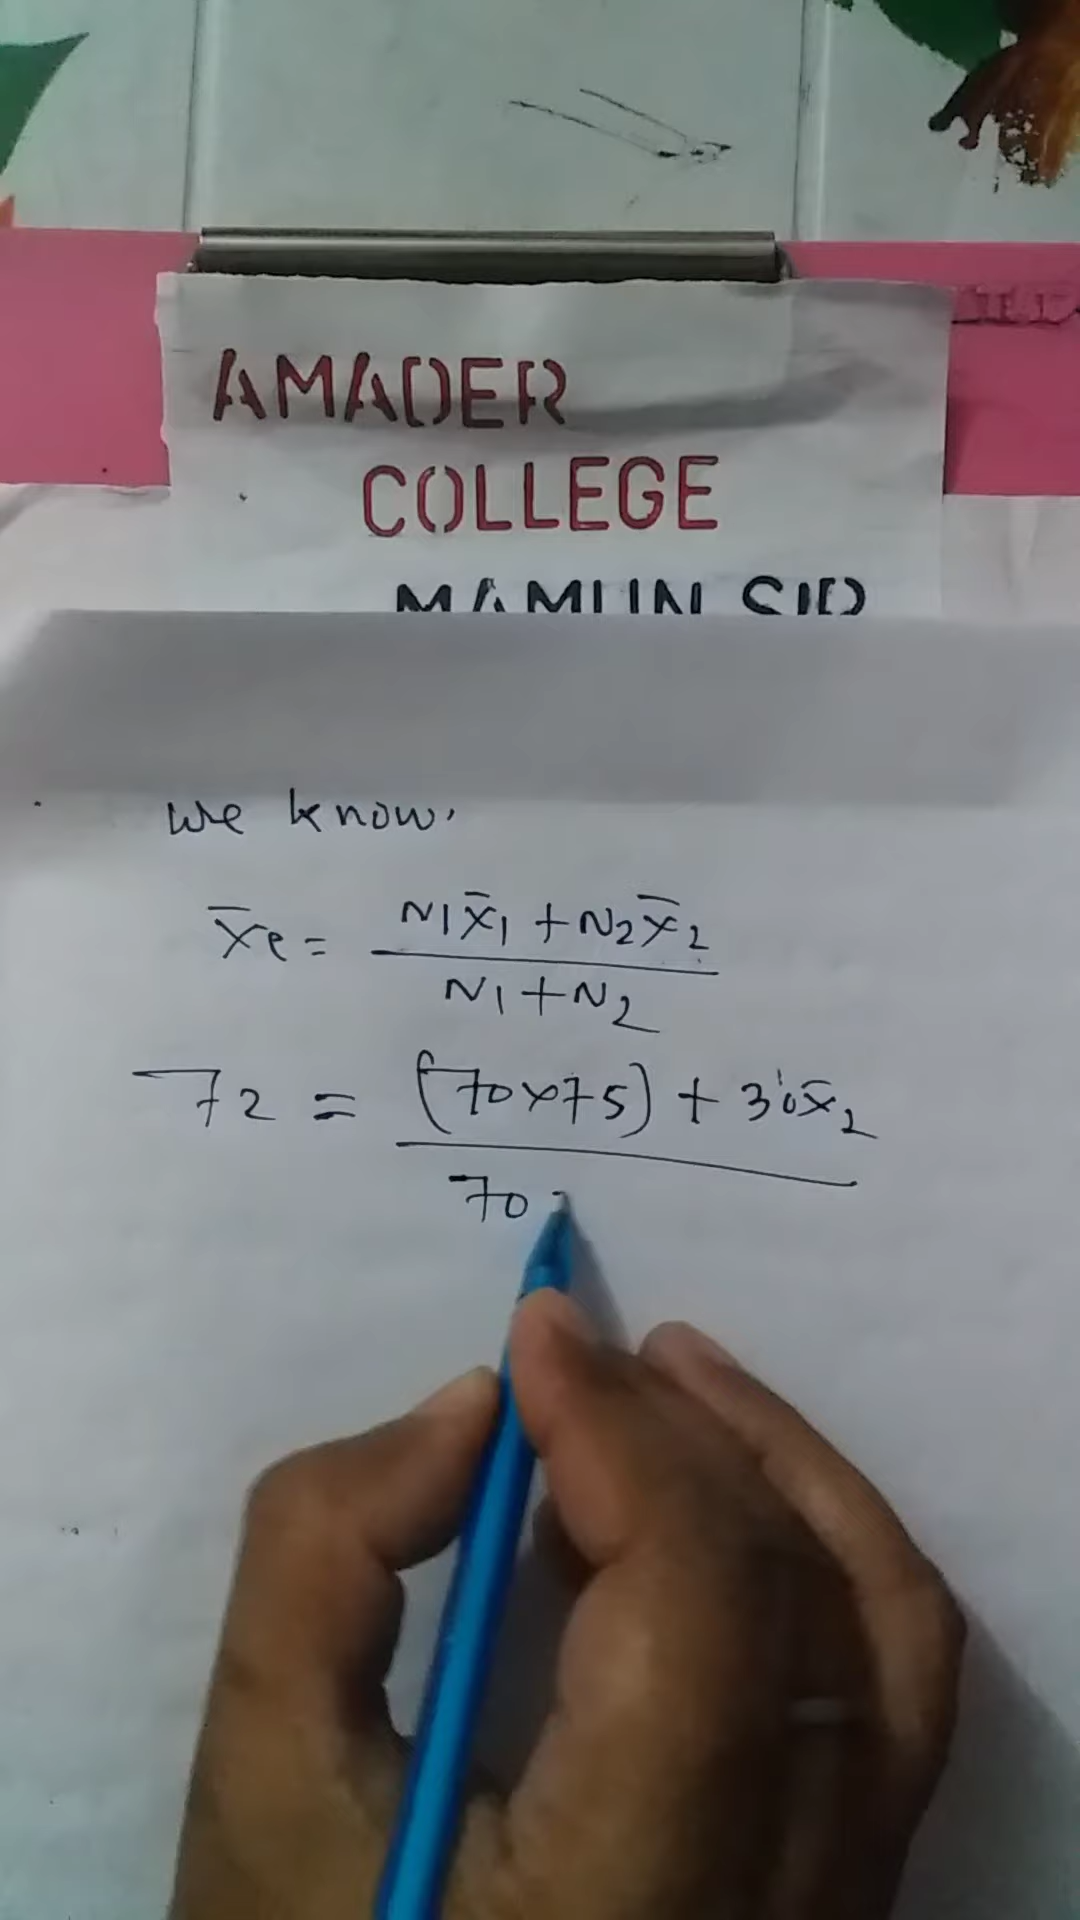 AMADER
COLLEGE
MAMUN SIR
We know,
x̄c = N1x̄1 + N2x̄2 / N1 + N2
72 = (70×75) + 30x̄2 / 70